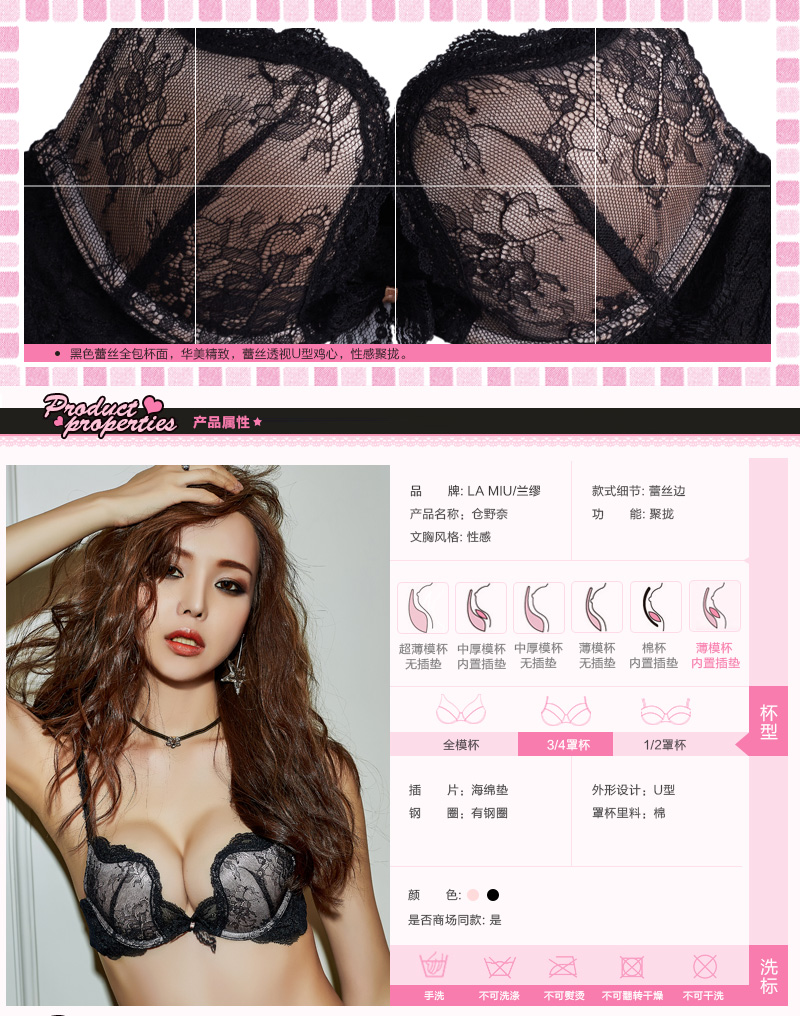 • 黑色蕾丝全包杯面，华美精致，蕾丝透视U型鸡心，性感聚拢。
Product
properties 产品属性★
品 牌: LA MIU/兰缪
款式细节: 蕾丝边
产品名称：仓野奈
功 能: 聚拢
文胸风格: 性感
超薄模杯 中厚模杯 中厚模杯 薄模杯 棉杯 薄模杯
无插垫 内置插垫 无插垫 无插垫 内置插垫 内置插垫
杯型
全模杯 3/4罩杯 1/2罩杯
插 片：海绵垫
外形设计：U型
钢 圈：有钢圈
罩杯里料：棉
颜 色:
是否商场同款: 是
洗标
手洗 不可洗涤 不可熨烫 不可翻转干燥 不可干洗